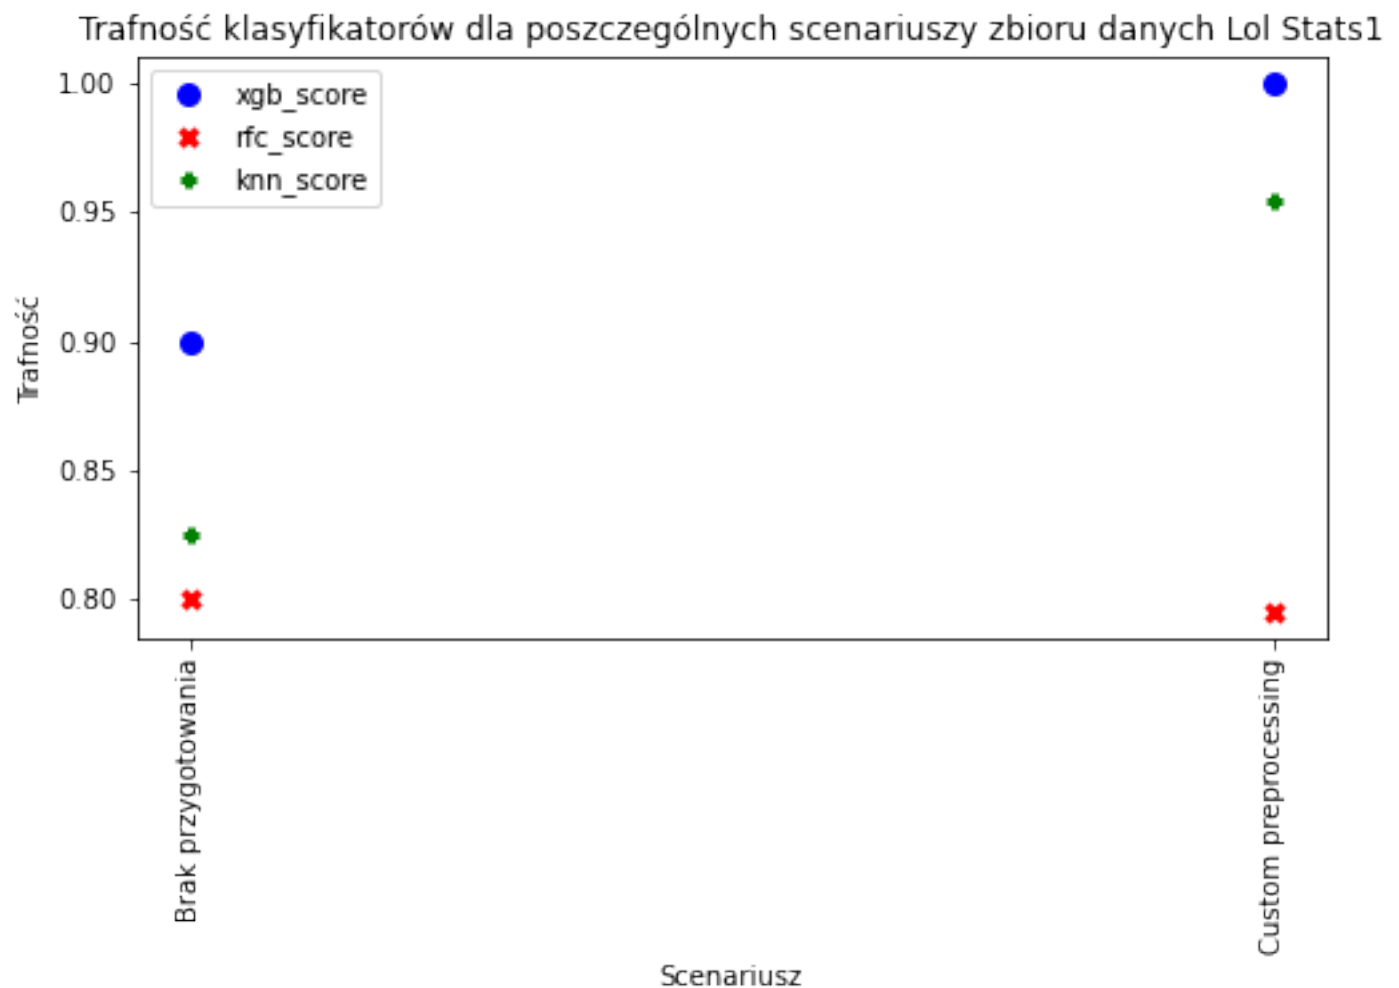 Trafność klasyfikatorów dla poszczególnych scenariuszy zbioru danych Lol Stats1
xgb_score
rfc_score
knn_score
1.00
0.95
0.90
0.85
0.80
Trafność
Brak przygotowania
Custom preprocessing
Scenariusz